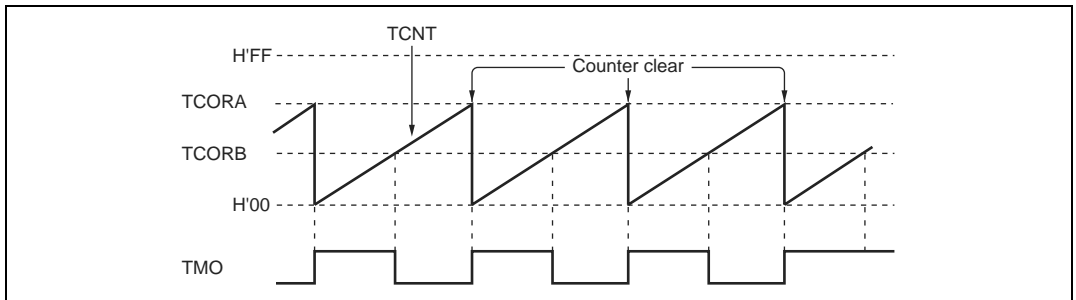 TCNT
H'FF
Counter clear
TCORA
TCORB
H'00
TMO